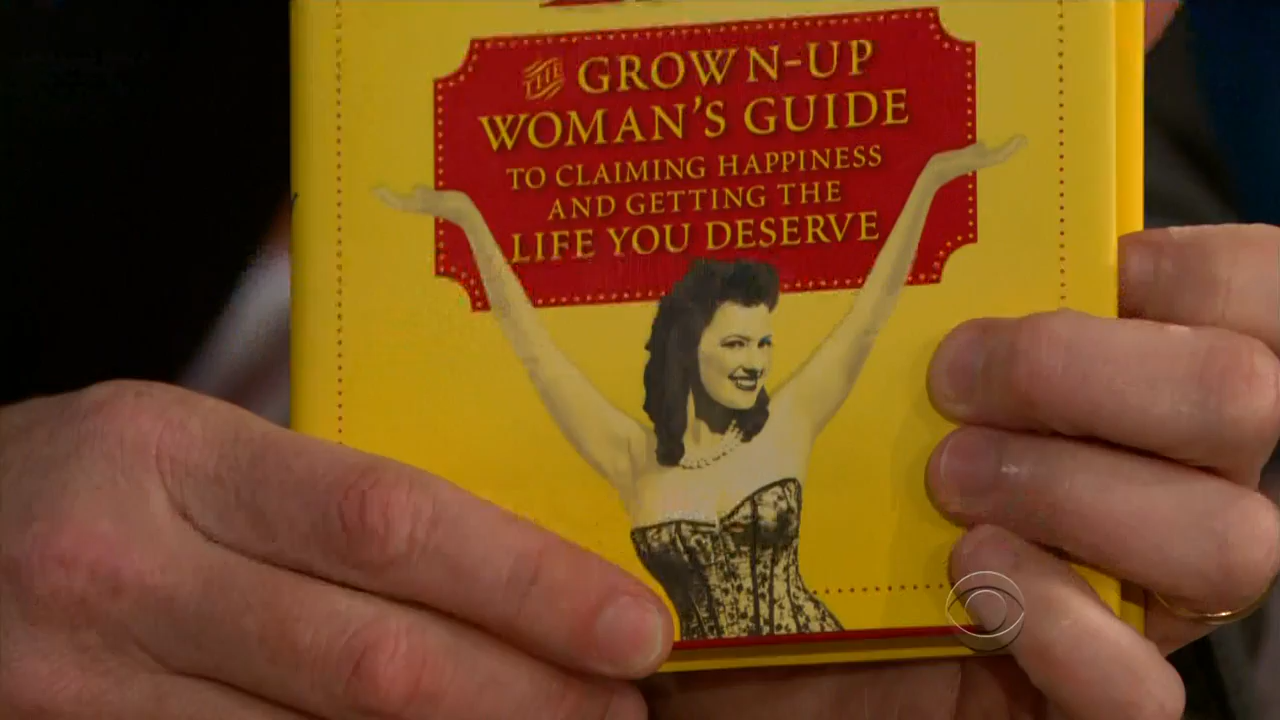 THE GROWN-UP
WOMAN'S GUIDE
TO CLAIMING HAPPINESS
AND GETTING THE
LIFE YOU DESERVE